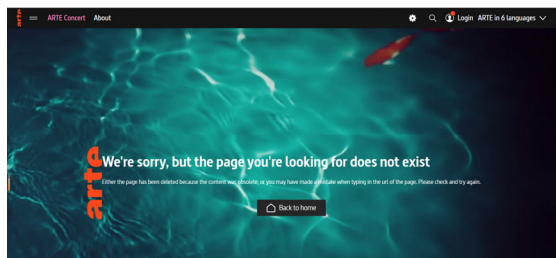 arte
ARTE Concert About Login ARTE in 6 languages
arte
We're sorry, but the page you're looking for does not exist
Either the page has been deleted because the content was obsolete, or you may have made a mistake when typing in the url of the page. Please check and try again.
Back to home